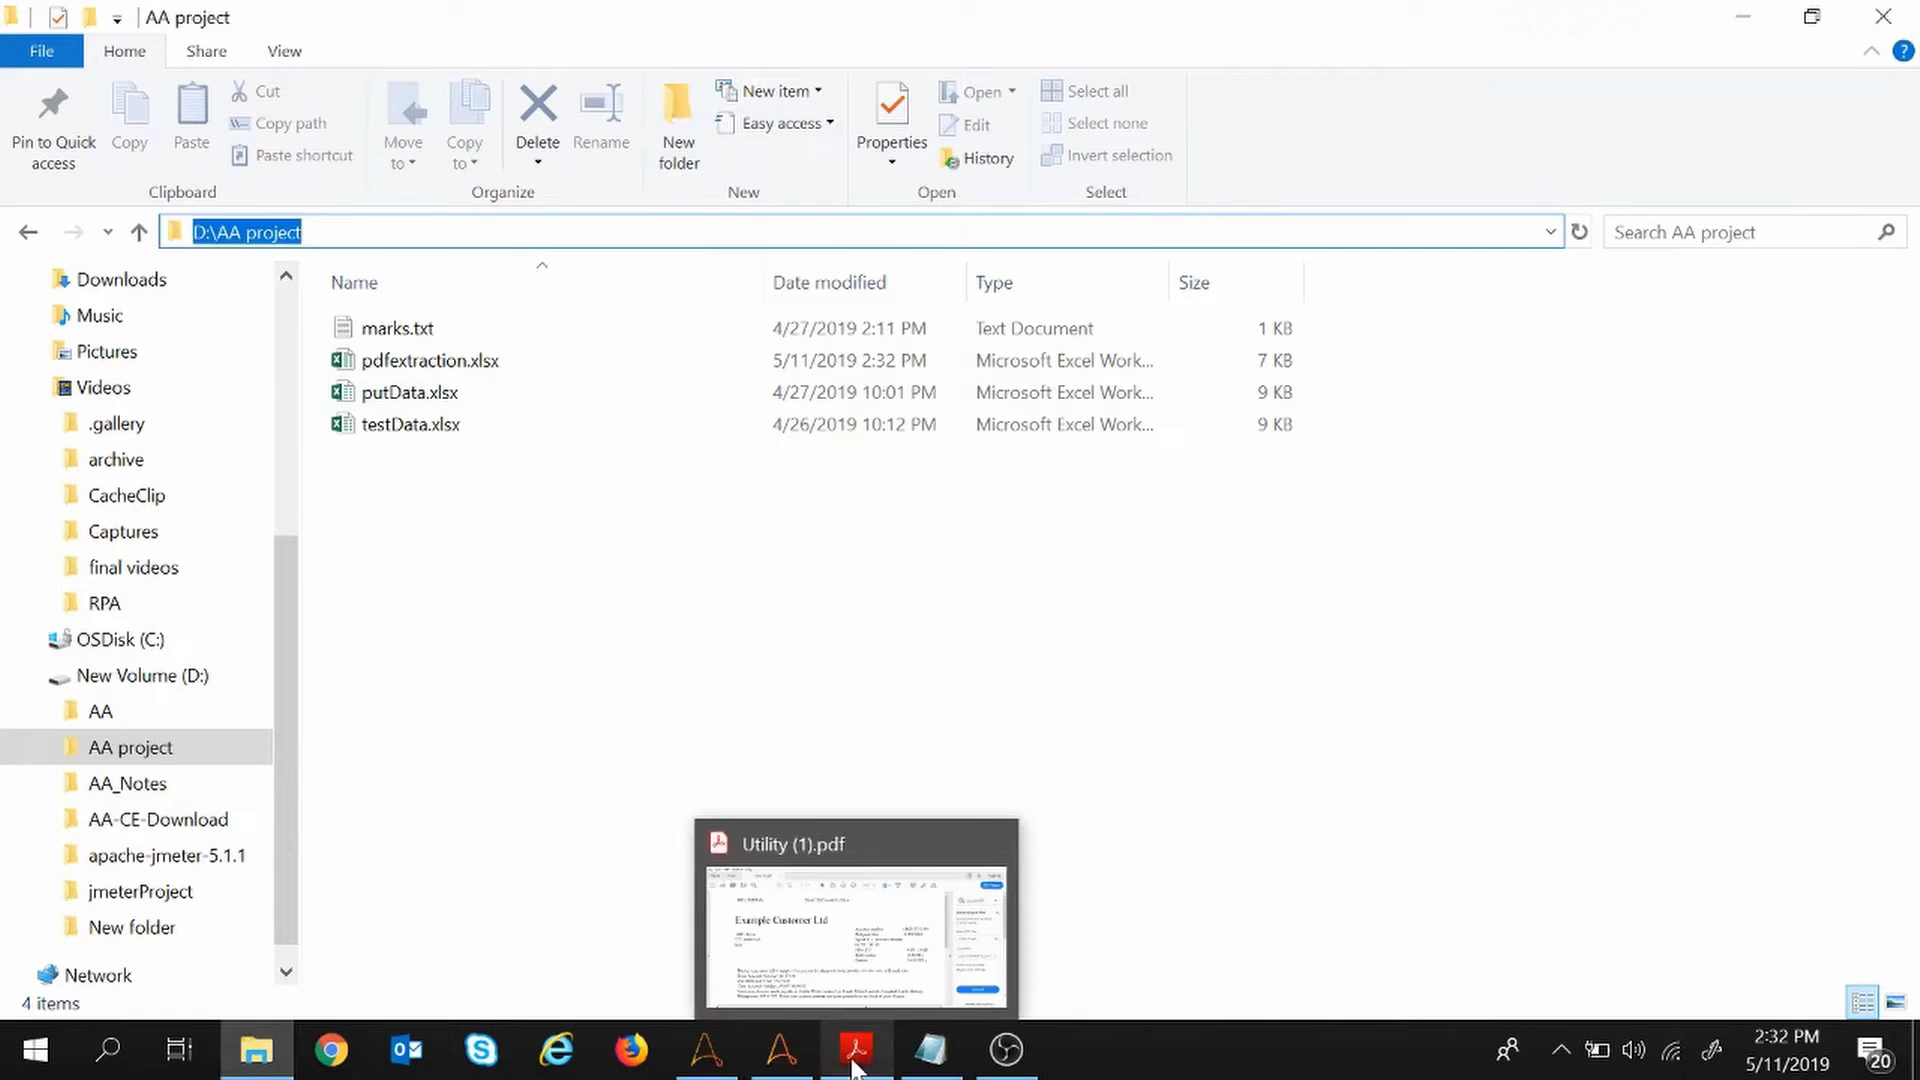 AA project
File Home Share View
Pin to Quick access
Copy
Paste
Cut
Copy path
Paste shortcut
Clipboard
Move to
Copy to
Delete
Rename
Organize
New folder
New item
Easy access
New
Properties
Open
Edit
History
Open
Select all
Select none
Invert selection
Select
D:\AA project
Search AA project
Downloads
Music
Pictures
Videos
.gallery
archive
CacheClip
Captures
final videos
RPA
OSDisk (C:)
New Volume (D:)
AA
AA project
AA_Notes
AA-CE-Download
apache-jmeter-5.1.1
jmeterProject
New folder
Network
Name Date modified Type Size
marks.txt 4/27/2019 2:11 PM Text Document 1 KB
pdfextraction.xlsx 5/11/2019 2:32 PM Microsoft Excel Work... 7 KB
putData.xlsx 4/27/2019 10:01 PM Microsoft Excel Work... 9 KB
testData.xlsx 4/26/2019 10:12 PM Microsoft Excel Work... 9 KB
Utility (1).pdf
Example Customer Ltd
4 items
2:32 PM
5/11/2019
20